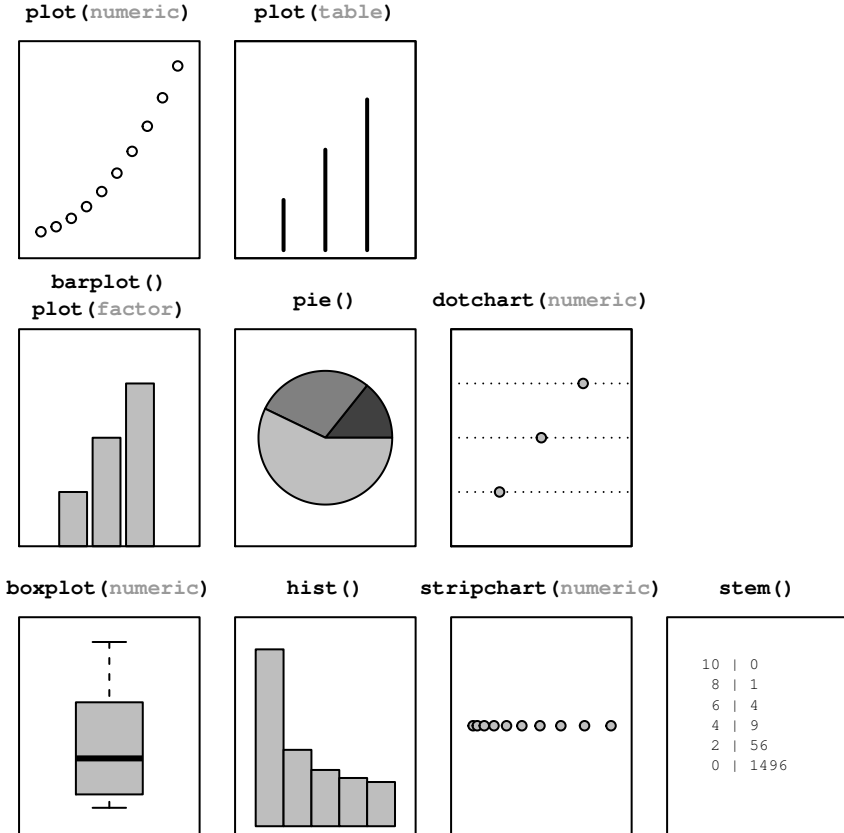 plot(numeric)
plot(table)
barplot()
plot(factor)
pie()
dotchart(numeric)
boxplot(numeric)
hist()
stripchart(numeric)
stem()
10 | 0
8 | 1
6 | 4
4 | 9
2 | 56
0 | 1496